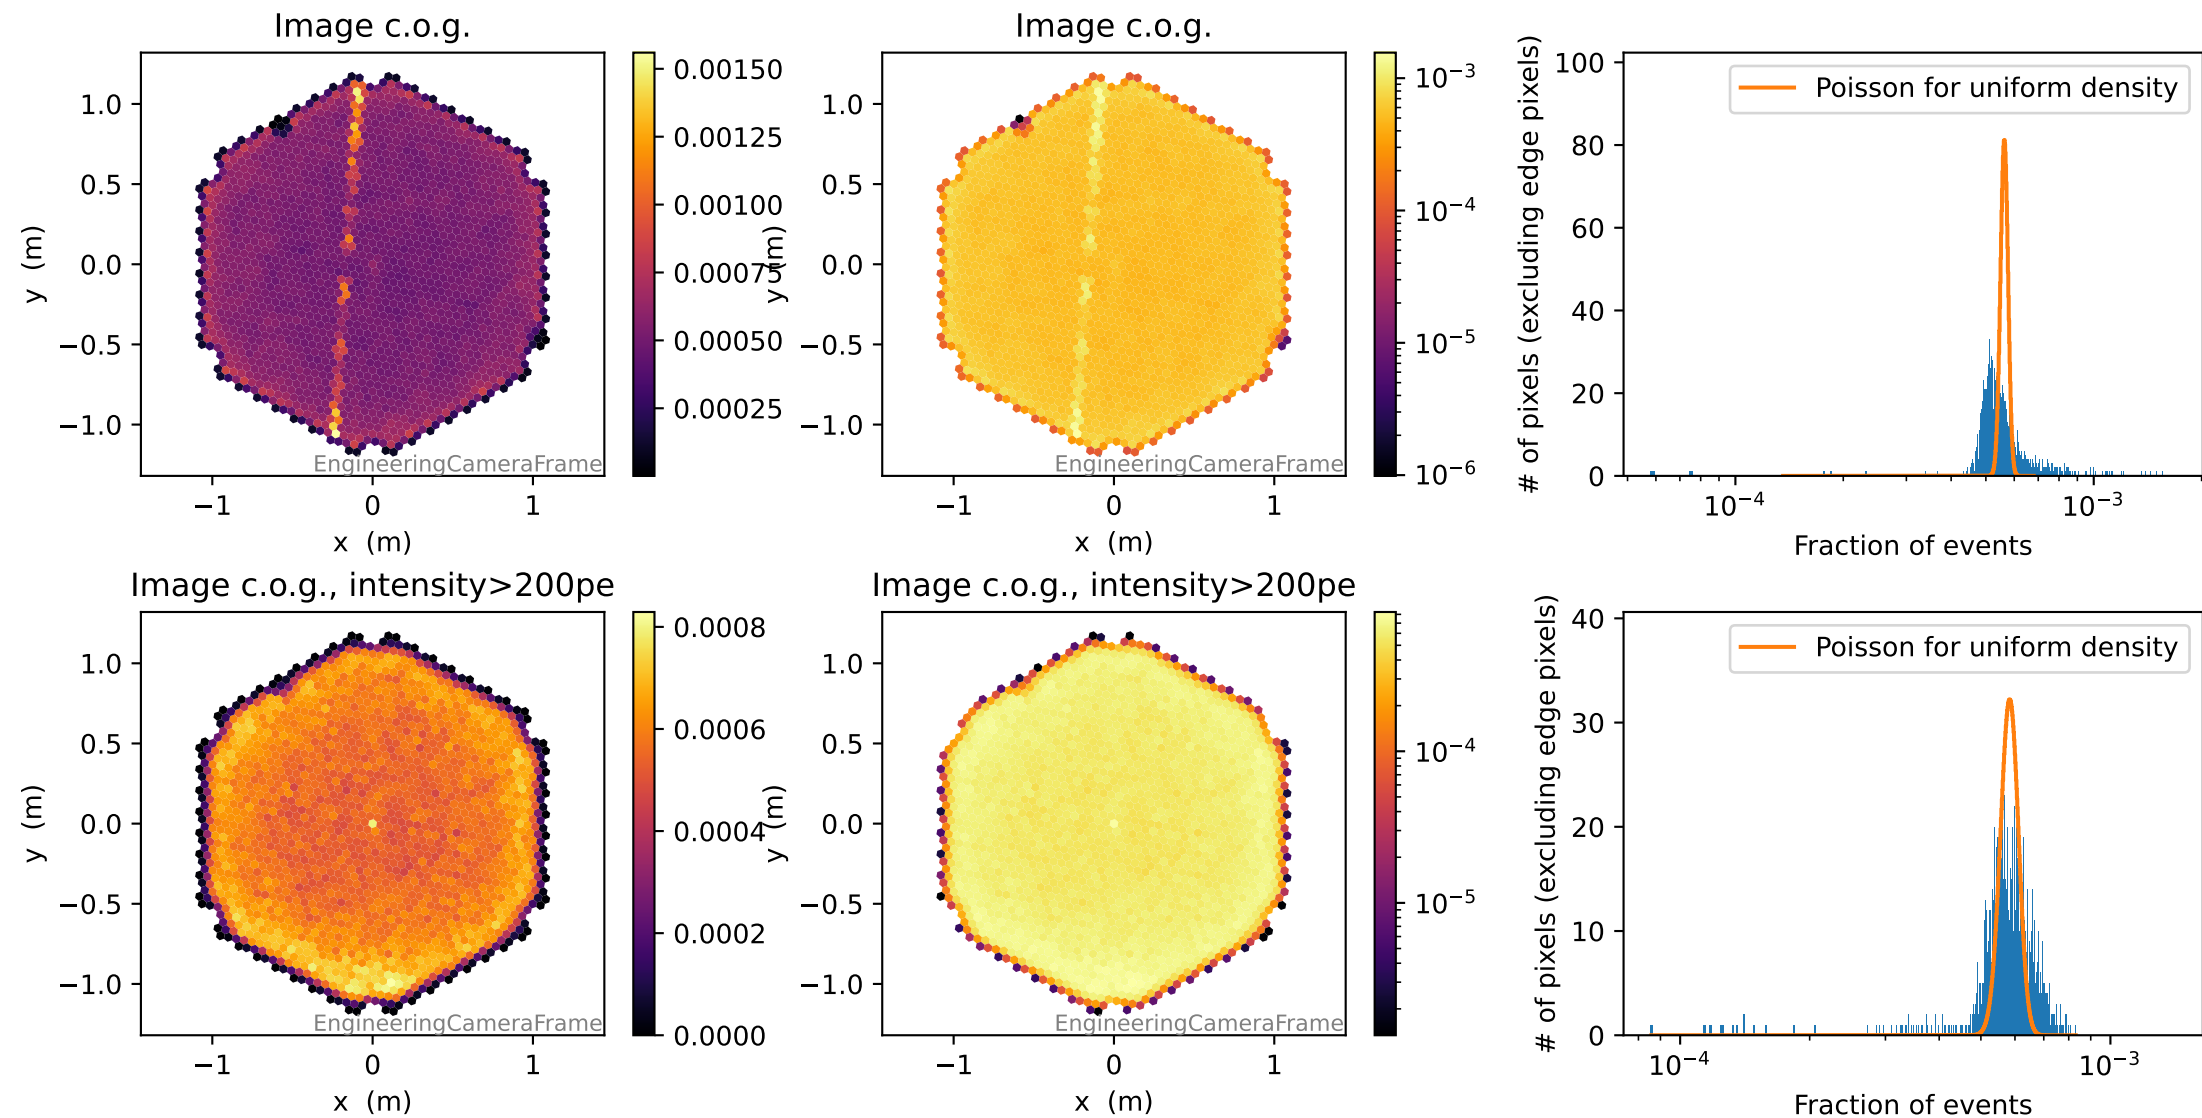 Image c.o.g.
1.0
0.5
0.0
−0.5
−1.0
y (m)
−1 0 1
x (m)
EngineeringCameraFrame
0.00150
0.00125
0.00100
0.00075
0.00050
0.00025
Image c.o.g.
1.0
0.5
0.0
−0.5
−1.0
y (m)
−1 0 1
x (m)
EngineeringCameraFrame
10⁻³
10⁻⁴
10⁻⁵
10⁻⁶
Poisson for uniform density
100
80
60
40
20
0
# of pixels (excluding edge pixels)
10⁻⁴ 10⁻³
Fraction of events
Image c.o.g., intensity>200pe
1.0
0.5
0.0
−0.5
−1.0
y (m)
−1 0 1
x (m)
EngineeringCameraFrame
0.0008
0.0006
0.0004
0.0002
0.0000
Image c.o.g., intensity>200pe
1.0
0.5
0.0
−0.5
−1.0
y (m)
−1 0 1
x (m)
EngineeringCameraFrame
10⁻⁴
10⁻⁵
Poisson for uniform density
40
30
20
10
0
# of pixels (excluding edge pixels)
10⁻⁴ 10⁻³
Fraction of events